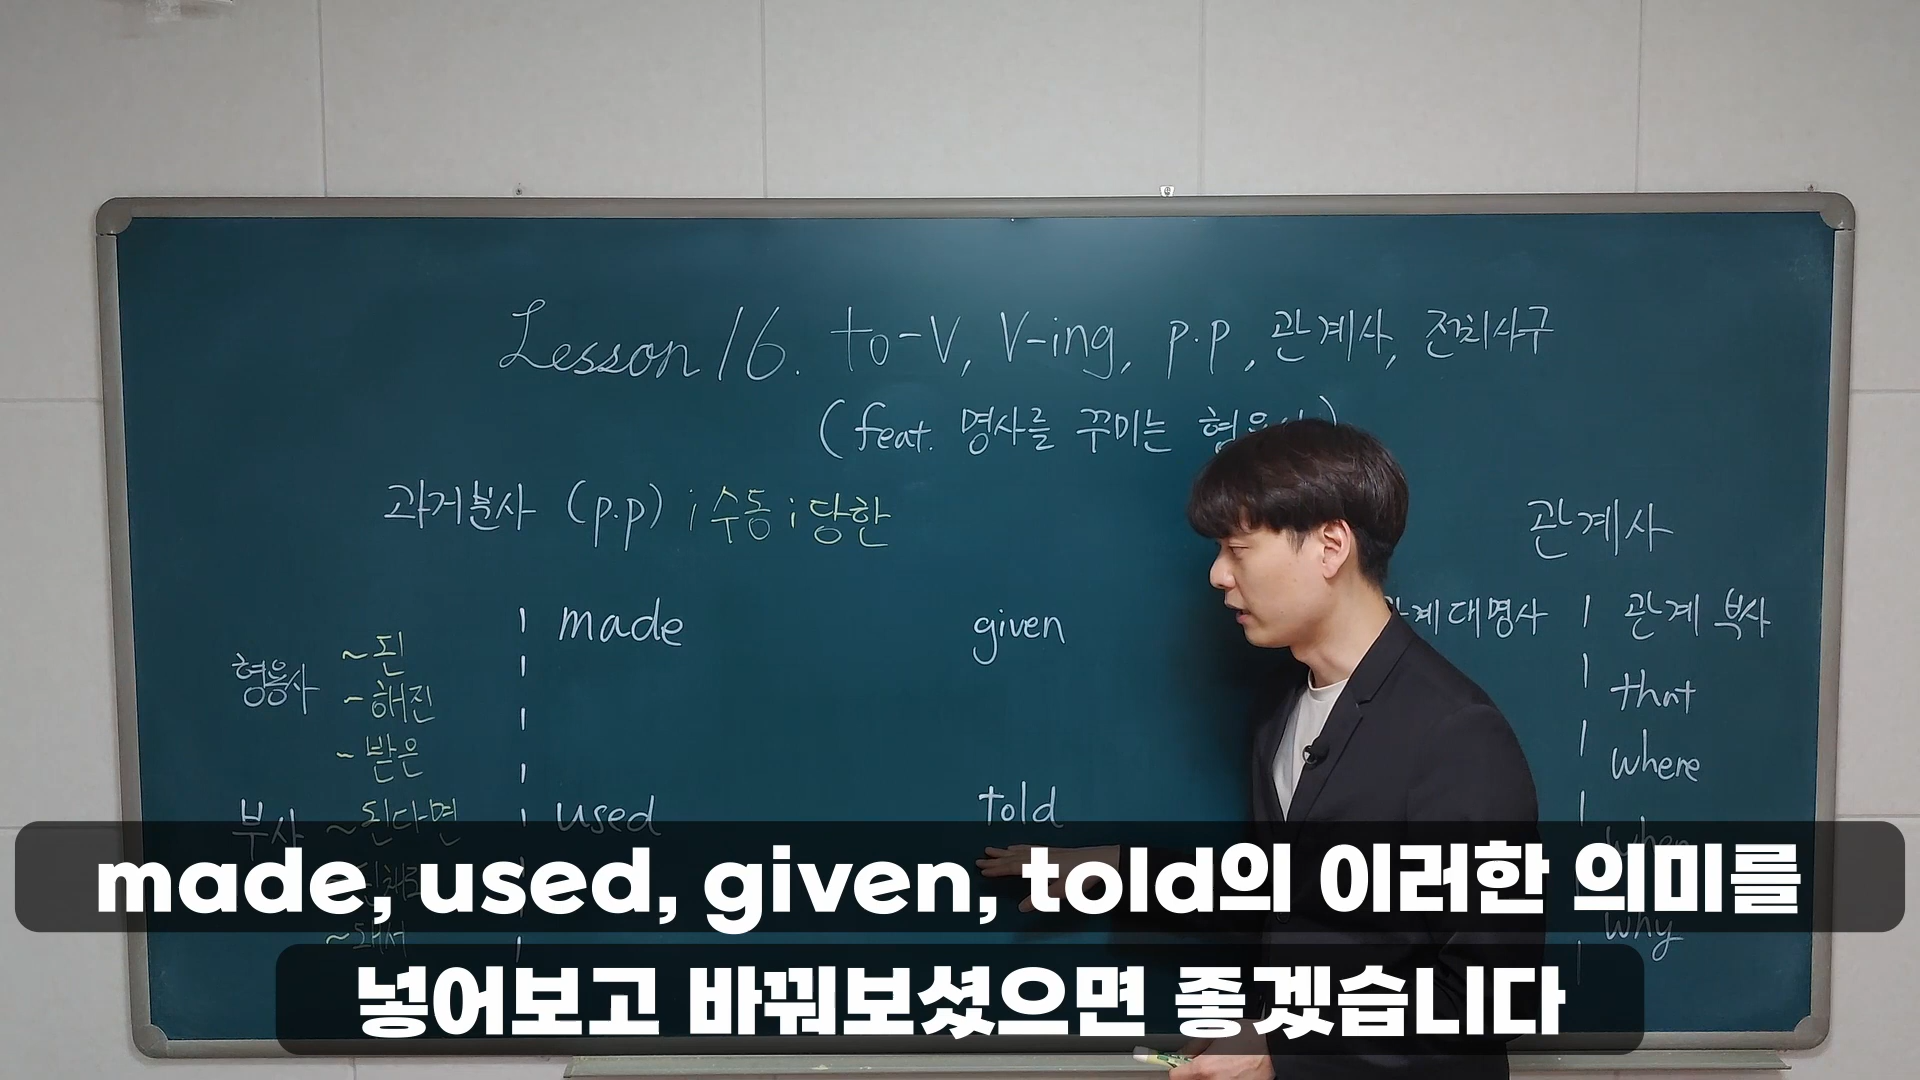 Lesson 16. to-V, V-ing, p.p, 관계사, 전치사구
(feat. 명사를 꾸미는
과거분사 (p.p) ; 수동 ; 당한
형용사 ~된
~해진
~받은
부사 ~된다면
~돼서
made
used
given
told
관계사
관계대명사
관계 부사
that
where
when
why
made, used, given, told의 이러한 의미를
넣어보고 바꿔보셨으면 좋겠습니다